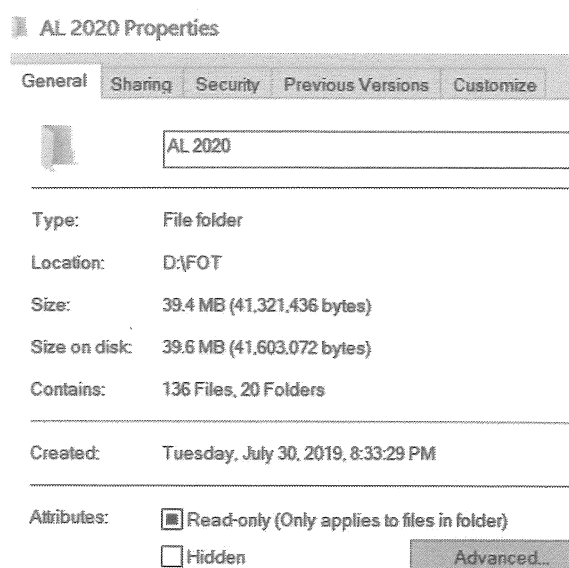 AL 2020 Properties
General Sharing Security Previous Versions Customize
AL 2020
Type: File folder
Location: D:\FOT
Size: 39.4 MB (41,321,436 bytes)
Size on disk: 39.6 MB (41,603,072 bytes)
Contains: 136 Files, 20 Folders
Created: Tuesday, July 30, 2019, 8:33:29 PM
Attributes: Read-only (Only applies to files in folder)
Hidden Advanced...